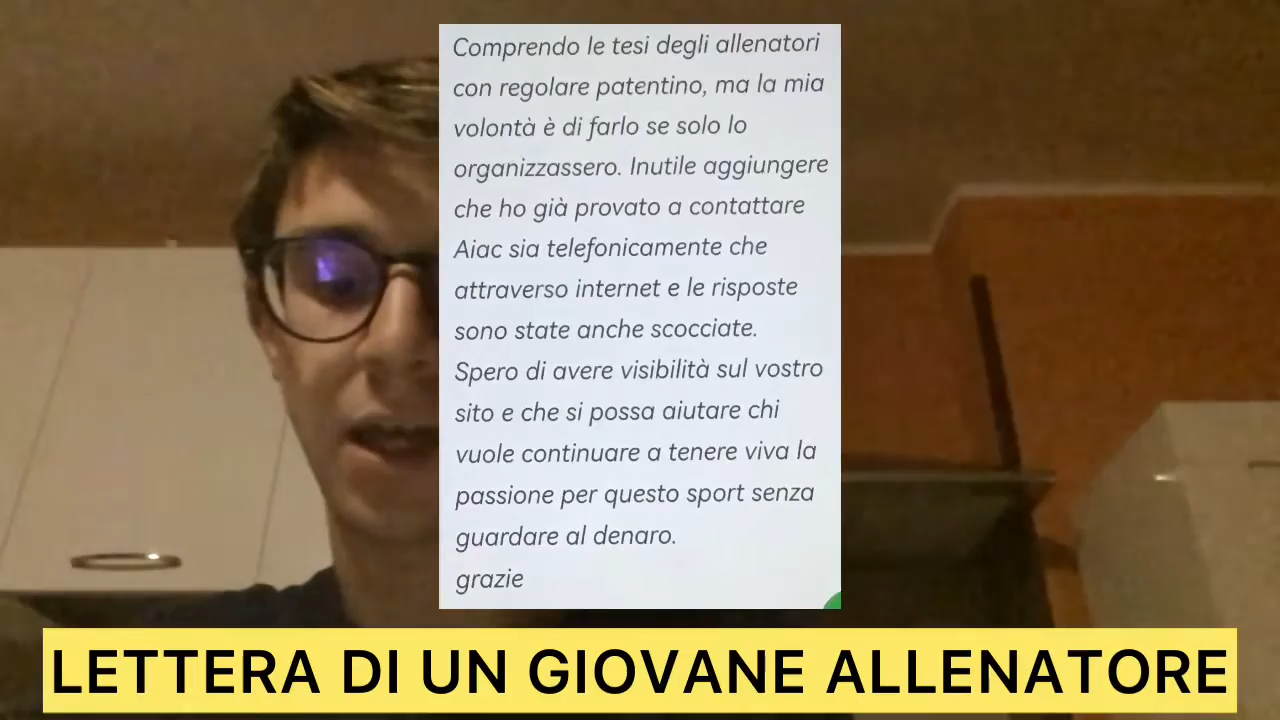 Comprendo le tesi degli allenatori
con regolare patentino, ma la mia
volontà è di farlo se solo lo
organizzassero. Inutile aggiungere
che ho già provato a contattare
Aiac sia telefonicamente che
attraverso internet e le risposte
sono state anche scocciate.
Spero di avere visibilità sul vostro
sito e che si possa aiutare chi
vuole continuare a tenere viva la
passione per questo sport senza
guardare al denaro.
grazie
LETTERA DI UN GIOVANE ALLENATORE